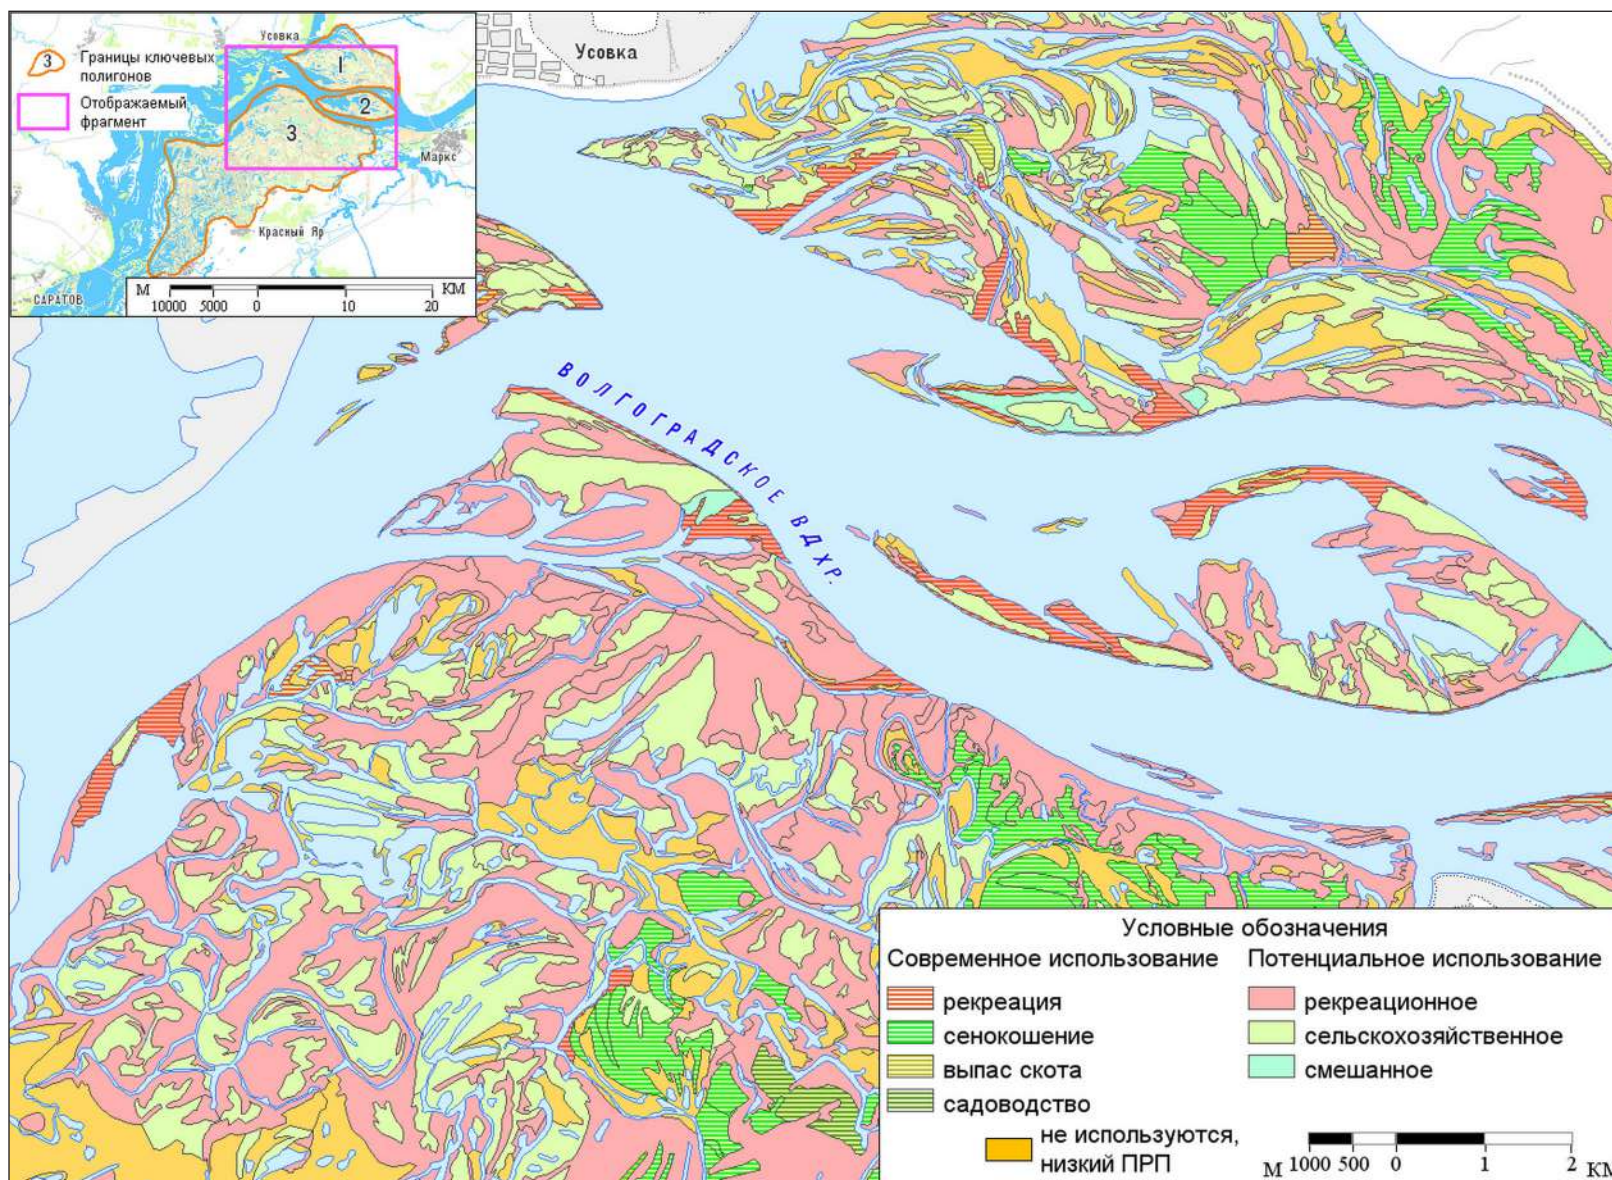 Усовка
Усовка
3
Границы ключевых
полигонов
Отображаемый
фрагмент
1
2
3
Маркс
Красный Яр
САРАТОВ
М 10000 5000 0 10 20 КМ
ВОЛГОГРАДСКОЕ ВДХР.
Условные обозначения
Современное использование
рекреация
сенокошение
выпас скота
садоводство
Потенциальное использование
рекреационное
сельскохозяйственное
смешанное
не используются,
низкий ПРП
М 1000 500 0 1 2 КМ